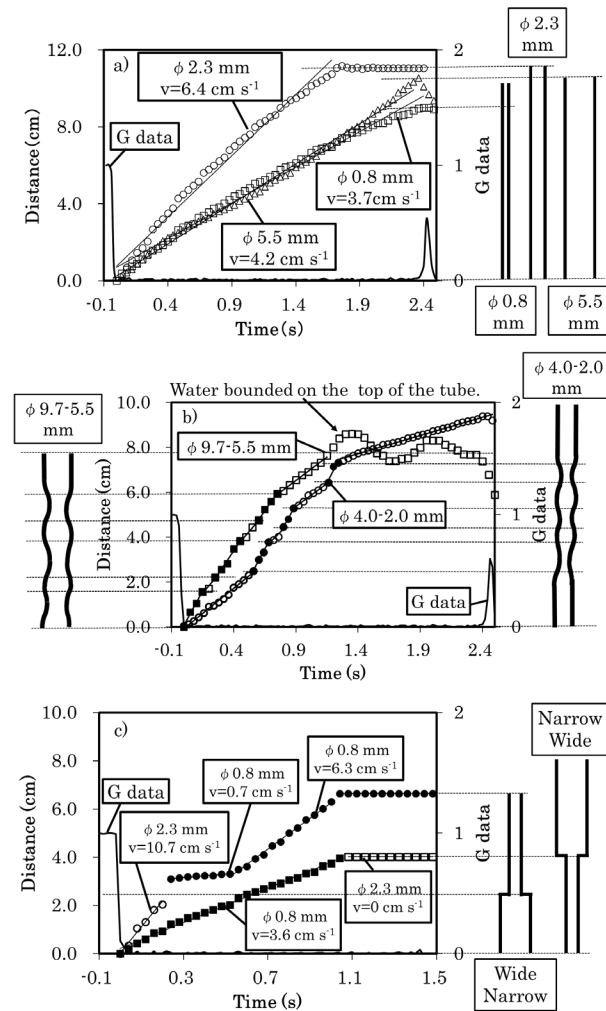 φ 2.3
mm
12.0
2
a)
φ 2.3 mm
v=6.4 cm s-1
G data
8.0
Distance(cm)
1
G data
φ 0.8 mm
v=3.7cm s-1
4.0
φ 5.5 mm
v=4.2 cm s-1
0.0
0
-0.1 0.4 0.9 1.4 1.9 2.4
Time(s)
φ 0.8
mm
φ 5.5
mm
φ 4.0-2.0
mm
Water bounded on the top of the tube.
φ 9.7-5.5
mm
10.0
b)
2
φ 9.7-5.5 mm
8.0
6.0
φ 4.0-2.0 mm
Distance (cm)
1
G data
4.0
2.0
G data
0.0
0
-0.1 0.4 0.9 1.4 1.9 2.4
Time (s)
10.0
c)
2
φ 0.8 mm
v=6.3 cm s-1
Narrow
Wide
8.0
φ 0.8 mm
v=0.7 cm s-1
G data
6.0
φ 2.3 mm
v=10.7 cm s-1
Distance (cm)
1
G data
4.0
φ 2.3 mm
v=0 cm s-1
2.0
φ 0.8 mm
v=3.6 cm s-1
0.0
0
-0.1 0.3 0.7 1.1 1.5
Time (s)
Wide
Narrow